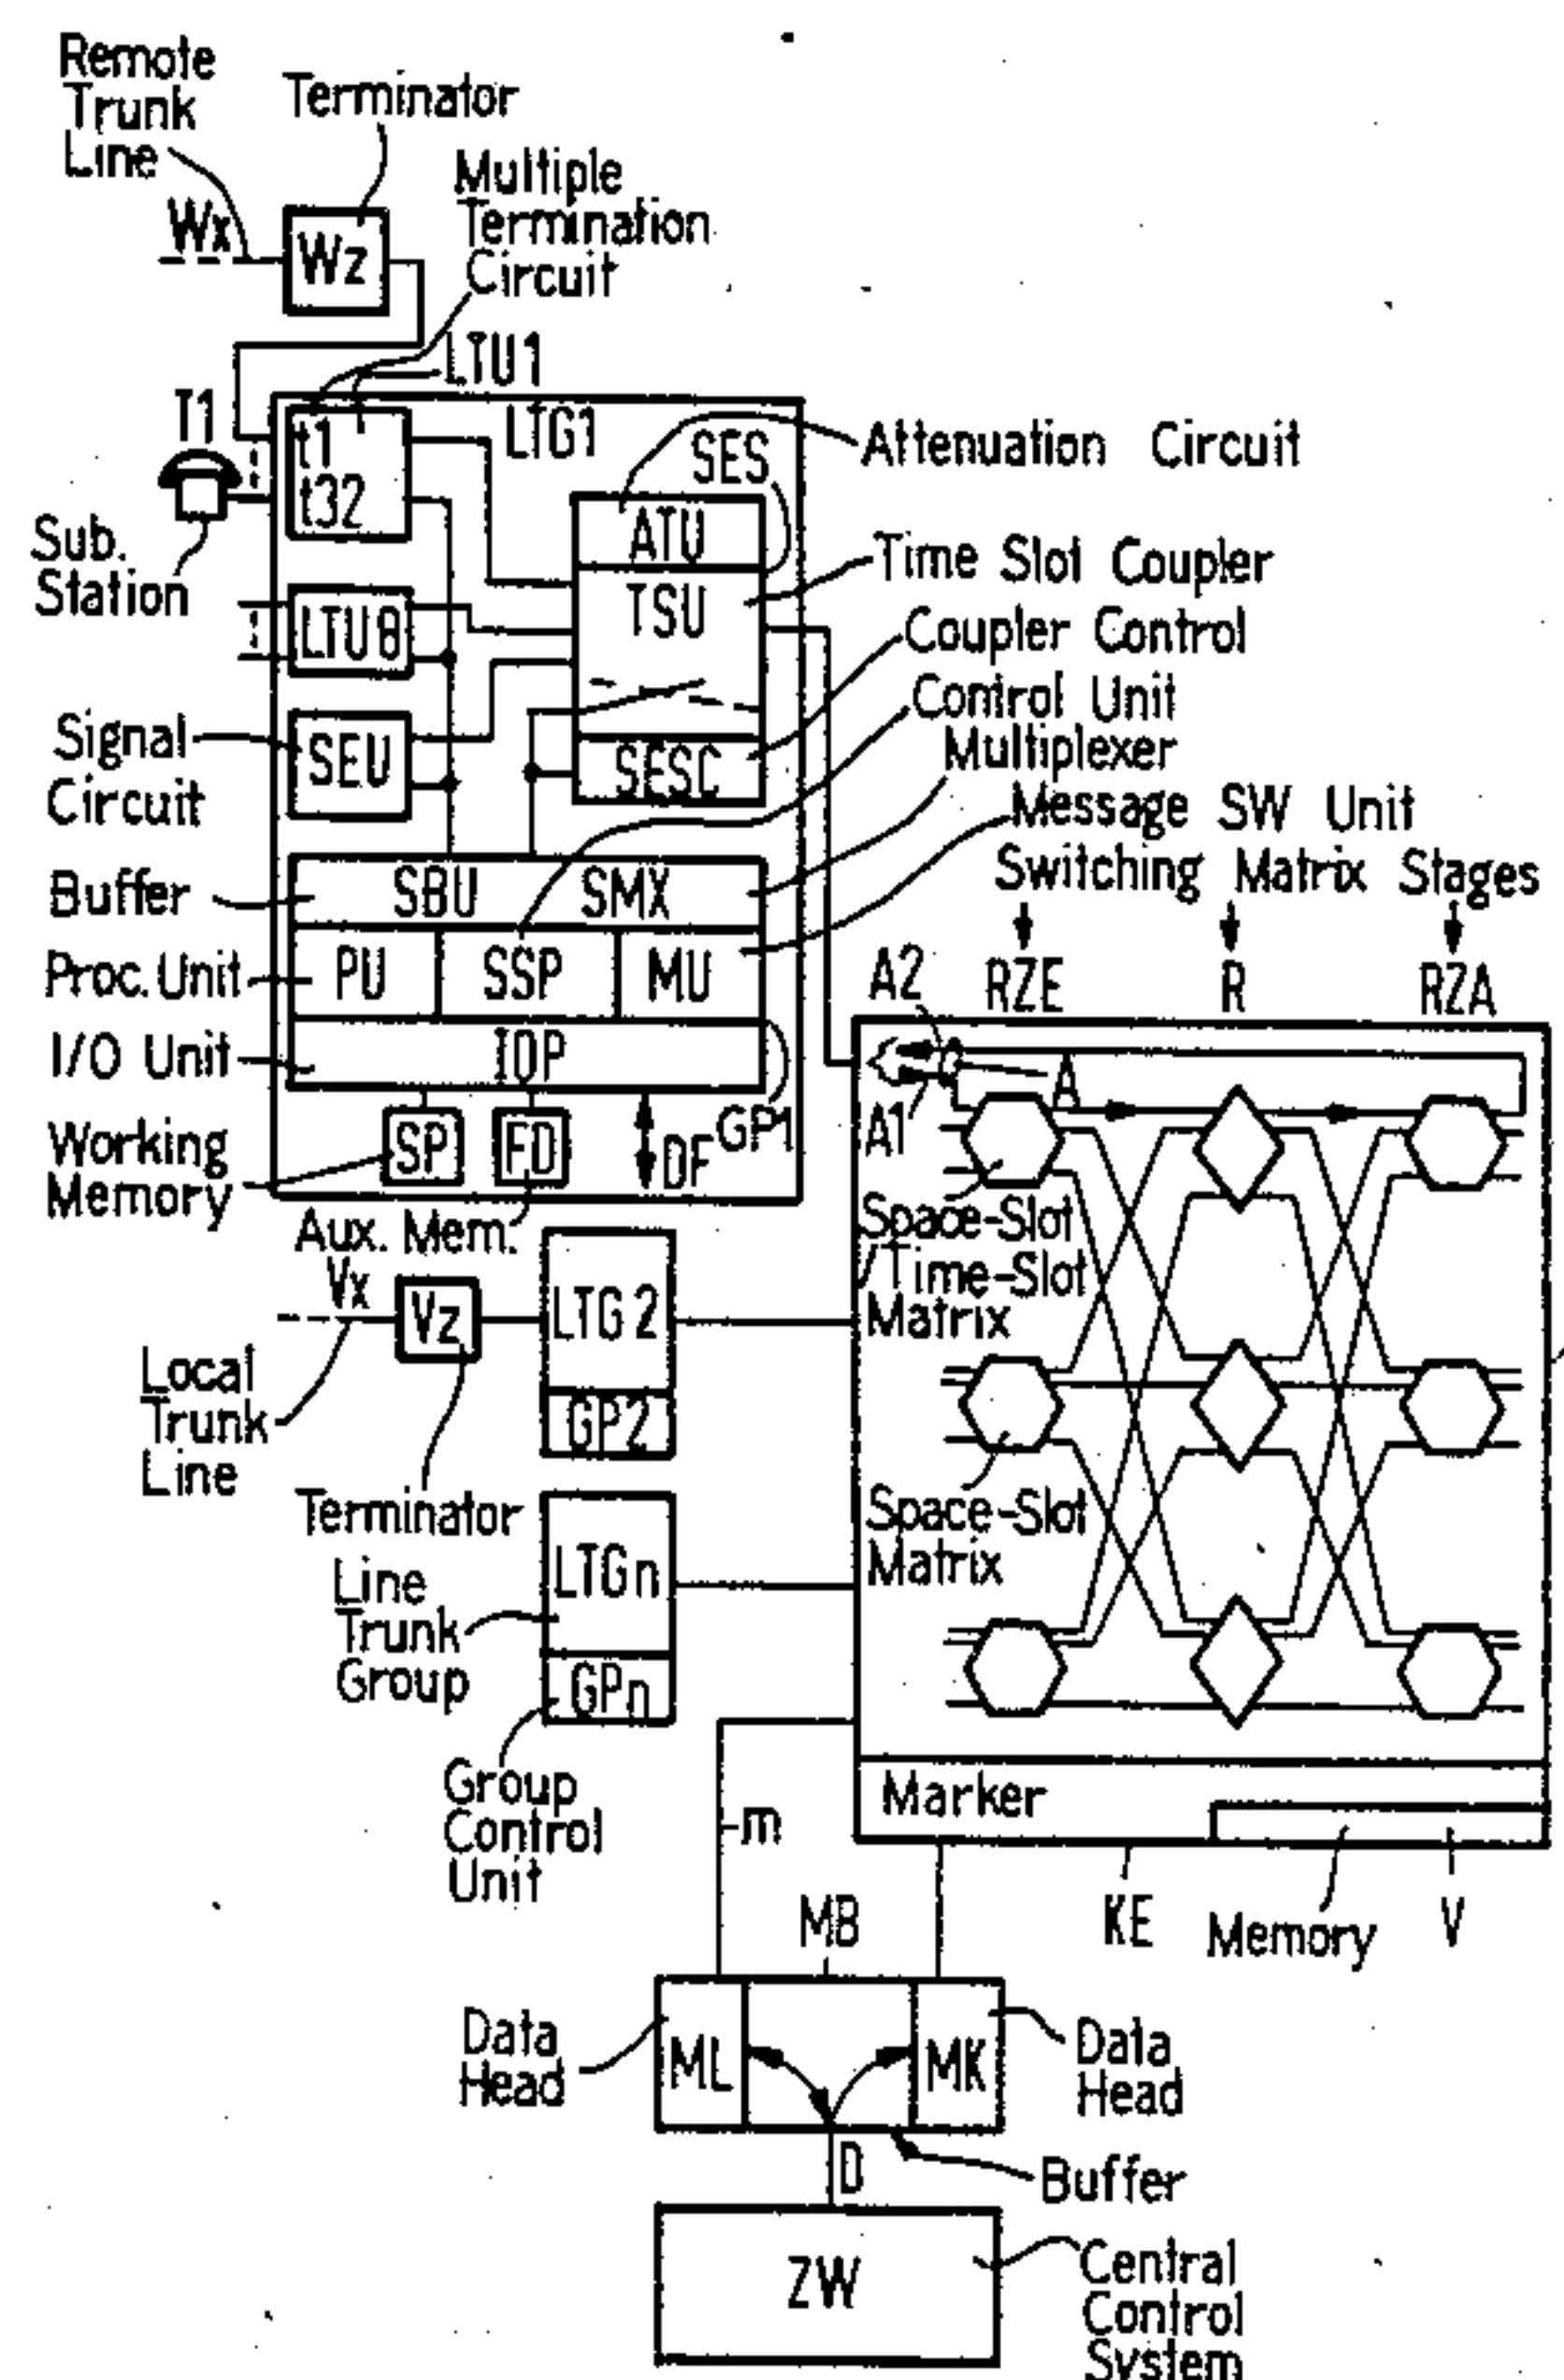 Remote
Trunk
Line
Terminator
Multiple
Termination
Circuit
Wx
Wz
LTU1
T1
t1
t32
LTG1
SES
Attenuation Circuit
ATU
Sub.
Station
Time Slot Coupler
TSU
LTU8
Coupler Control
Control Unit
Multiplexer
Signal
Circuit
SEU
SESC
Message SW Unit
Switching Matrix Stages
Buffer
SBU SMX
Proc. Unit
PU SSP MU
A2 RZE R RZA
I/O Unit
IOP
A
A1
GP1
Working
Memory
SP FD DF
Aux. Mem.
Space-Slot
Time-Slot
Matrix
Vx
Vz
LTG2
GP2
Local
Trunk
Line
Terminator
Space-Slot
Matrix
LTGn
Line
Trunk
Group
GPn
Group
Control
Unit
Marker
m
MB
KE
Memory
V
Data
Head
ML
MK
Data
Head
D
Buffer
ZW
Central
Control
System